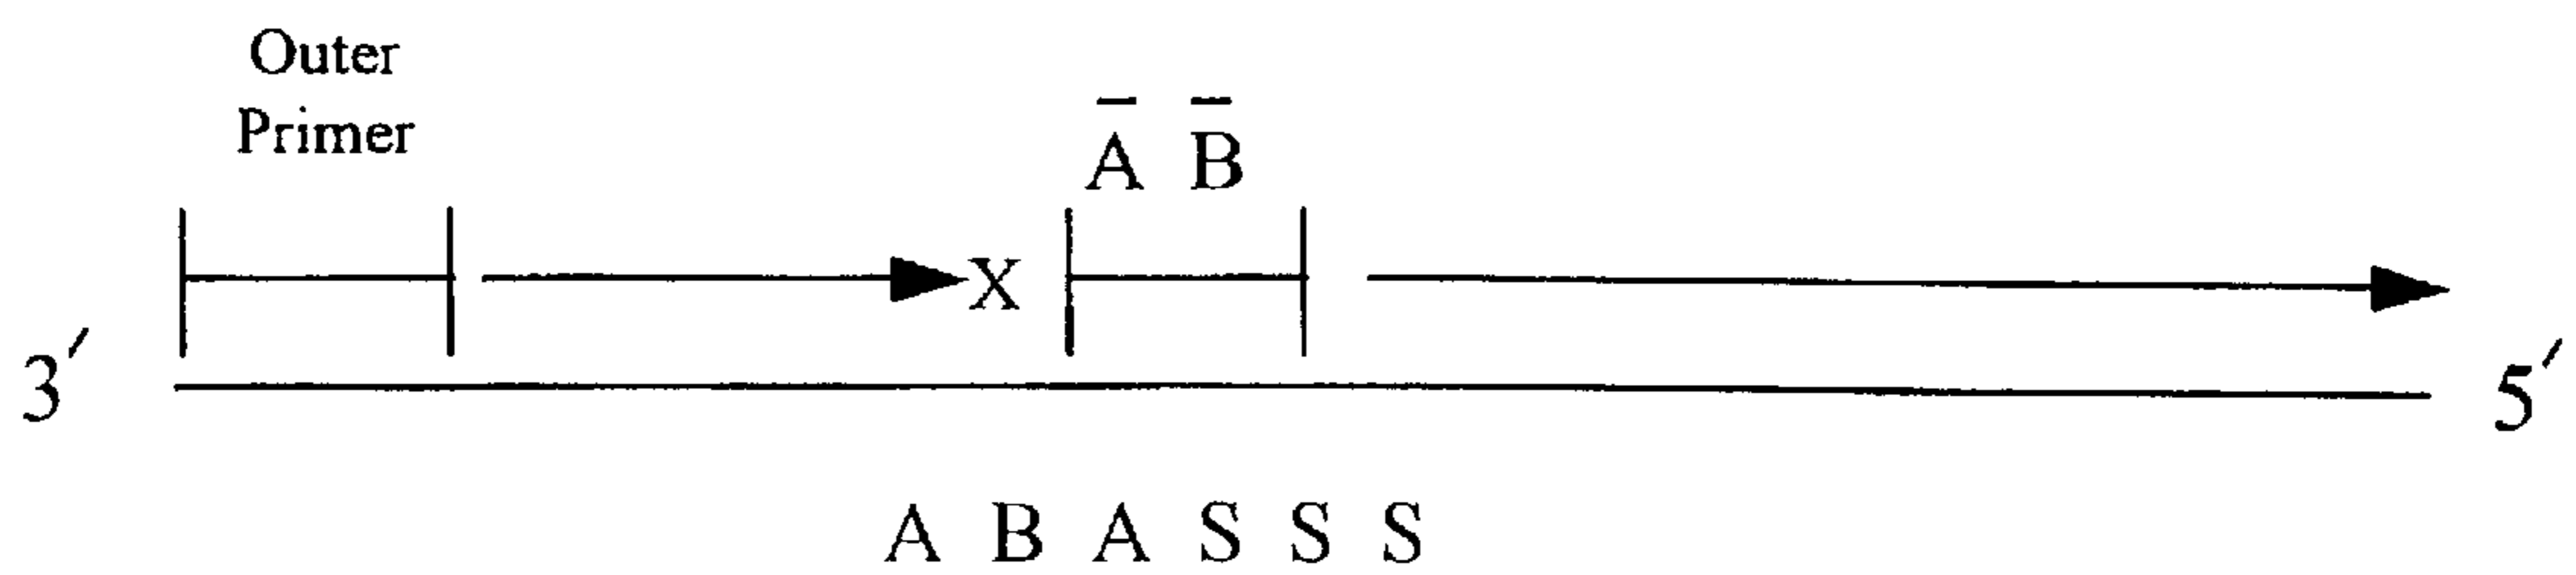 Outer
Primer
A̅ B̅
X
3′ 5′
A B A S S S